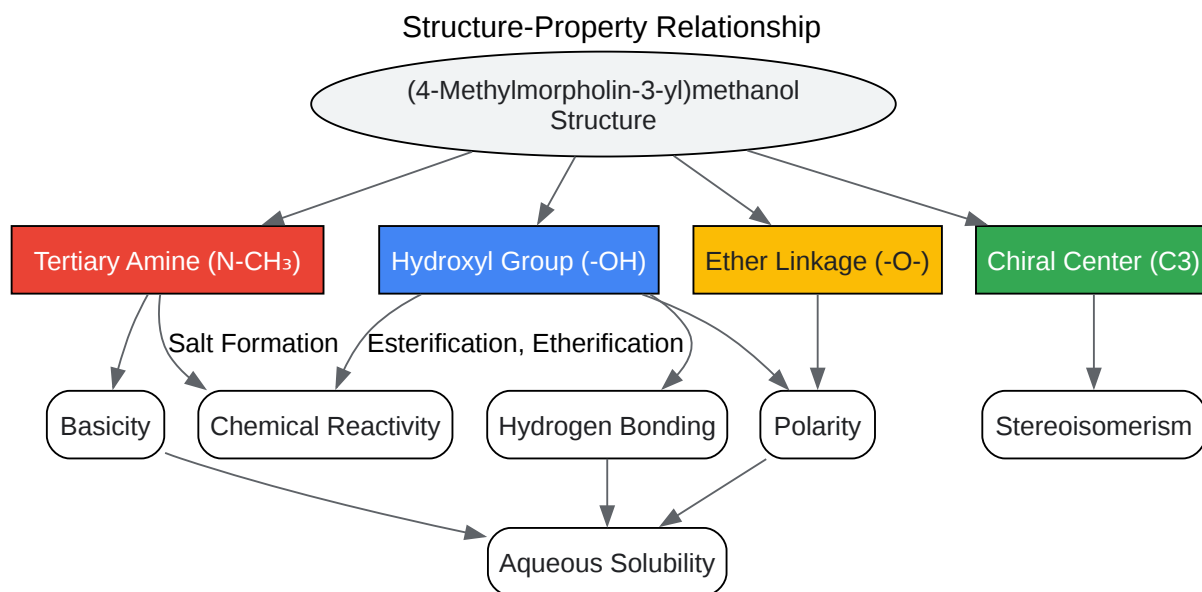 Structure-Property Relationship
(4-Methylmorpholin-3-yl)methanol
Structure
Tertiary Amine (N-CH₃)
Hydroxyl Group (-OH)
Ether Linkage (-O-)
Chiral Center (C3)
Salt Formation
Esterification, Etherification
Basicity
Chemical Reactivity
Hydrogen Bonding
Polarity
Stereoisomerism
Aqueous Solubility